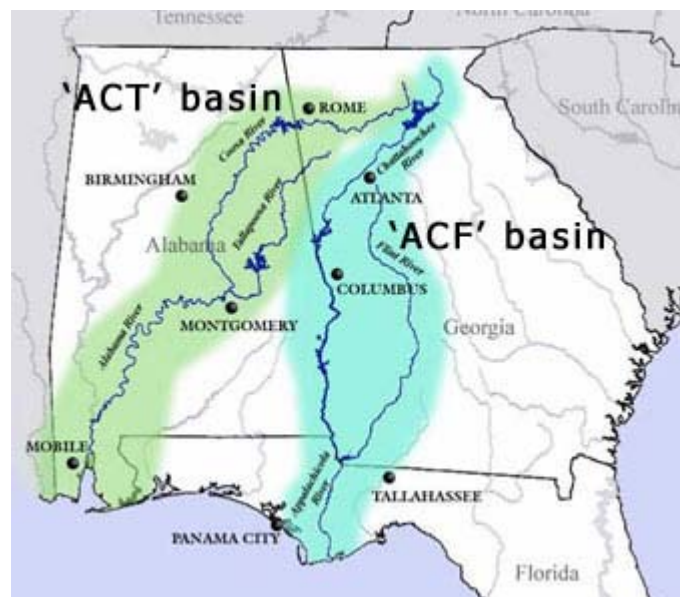 Tennessee
North Carolina
'ACT' basin
ROME
South Carolina
Coosa River
Chattahoochee
River
BIRMINGHAM
ATLANTA
Tallapoosa River
'ACF' basin
Alabama
Flint River
COLUMBUS
MONTGOMERY
Georgia
Alabama River
MOBILE
Appalachicola
River
TALLAHASSEE
PANAMA CITY
Florida